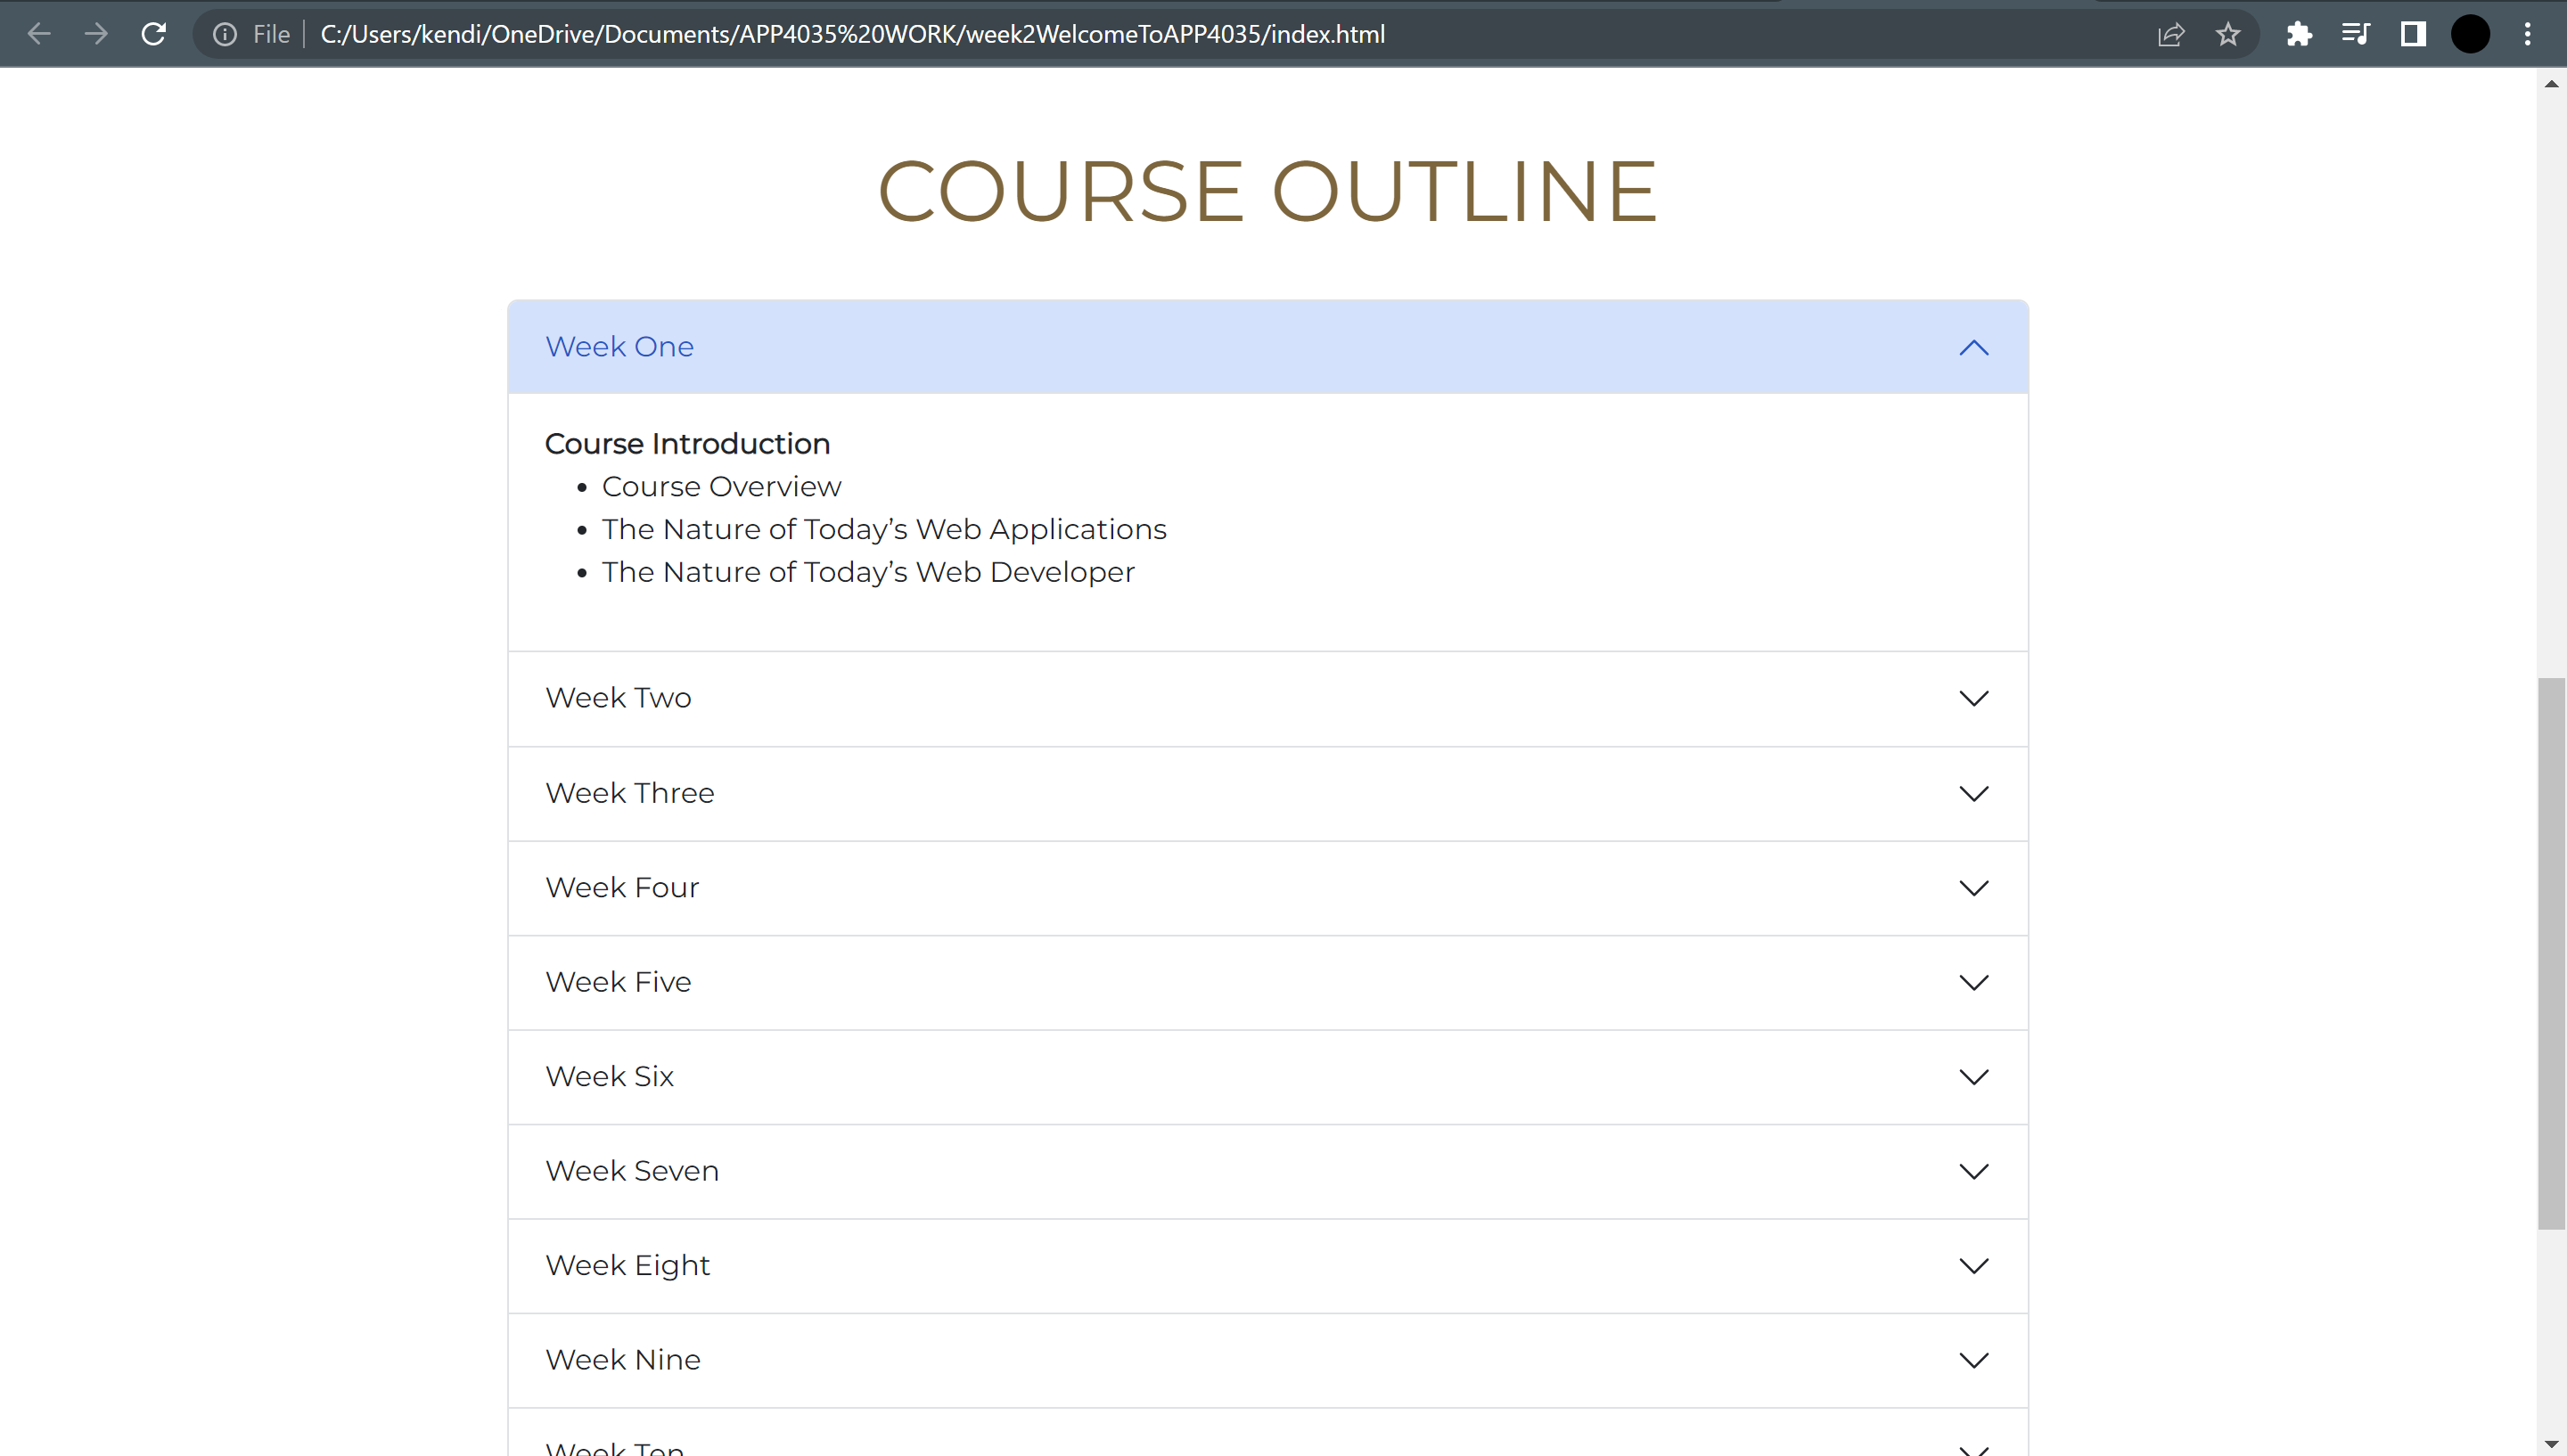 File
C:/Users/kendi/OneDrive/Documents/APP4035%20WORK/week2WelcomeToAPP4035/index.html
COURSE OUTLINE
Week One
Course Introduction
Course Overview
The Nature of Today’s Web Applications
The Nature of Today’s Web Developer
Week Two
Week Three
Week Four
Week Five
Week Six
Week Seven
Week Eight
Week Nine
Week Ten